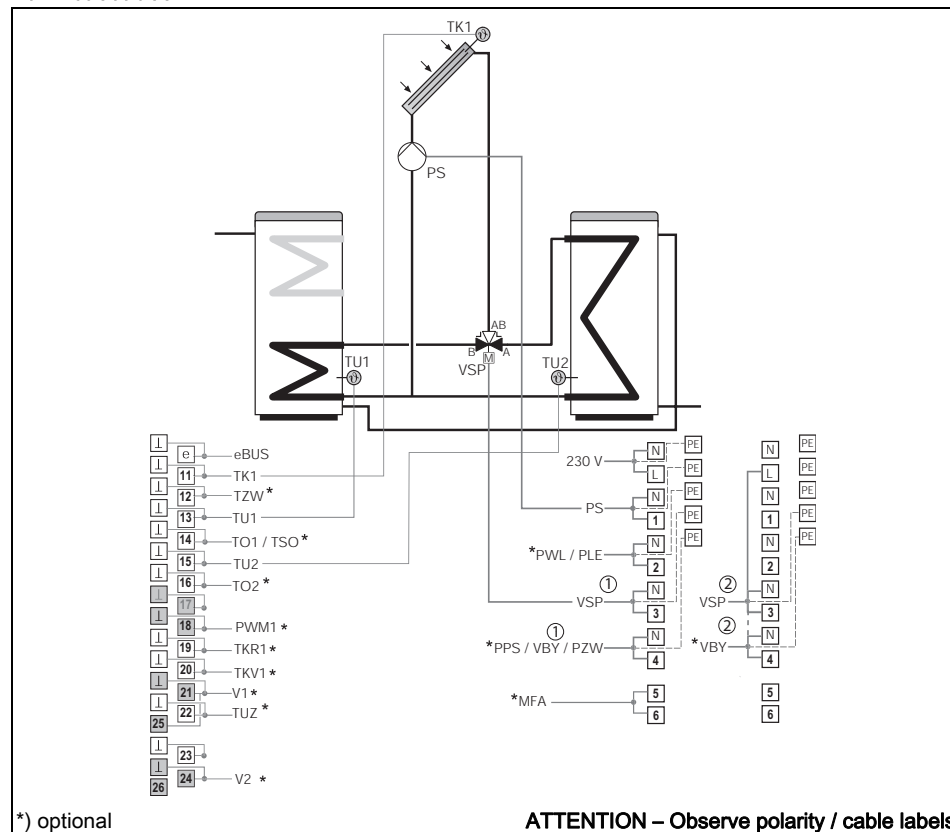 TK1
PS
AB
B
A
M
VSP
TU1
TU2
⊥
e
eBUS
⊥
11
TK1
⊥
12
TZW *
⊥
13
TU1
⊥
14
TO1 / TSO *
⊥
15
TU2
⊥
16
TO2 *
⊥
17
⊥
18
PWM1 *
⊥
19
TKR1 *
⊥
20
TKV1 *
⊥
21
V1 *
⊥
22
TUZ *
25
⊥
23
⊥
24
V2 *
26
230 V
N
L
PE
PS
N
1
PE
*PWL / PLE
N
2
PE
①
VSP
N
3
PE
①
*PPS / VBY / PZW
N
4
PE
*MFA
5
6
N
L
PE
N
1
PE
N
2
PE
②
VSP
N
3
PE
②
*VBY
N
4
PE
5
6
*) optional
ATTENTION – Observe polarity / cable labels